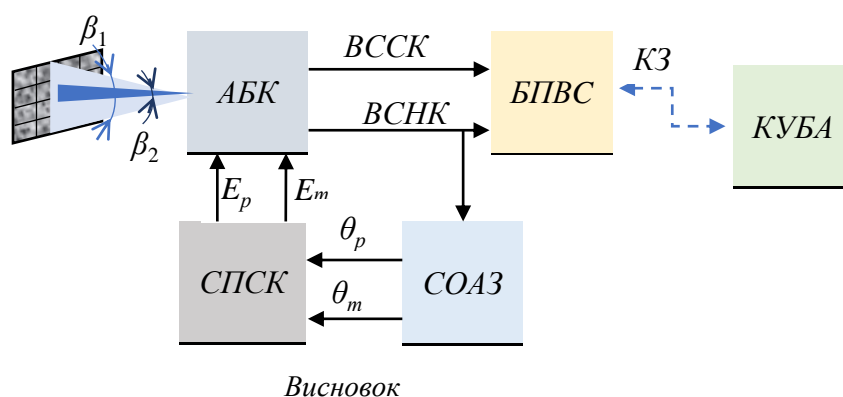 β₁
ВССК
КЗ
АБК
БПВС
ВСНК
КУБА
β₂
Eₚ
Eₘ
θₚ
СПСК
СОАЗ
θₘ
Висновок